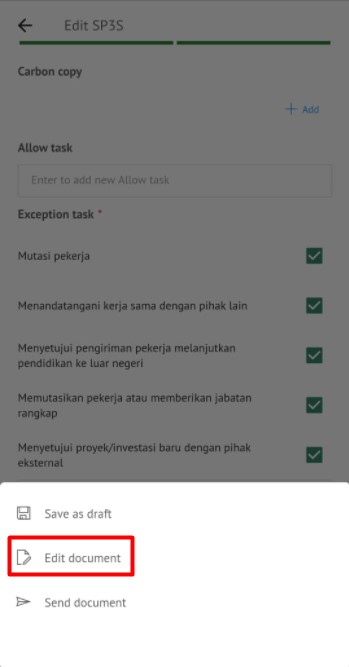 Edit SP3S
Carbon copy
Add
Allow task
Enter to add new Allow task
Exception task *
Mutasi pekerja
Menandatangani kerja sama dengan pihak lain
Menyetujui pengiriman pekerja melanjutkan
pendidikan ke luar negeri
Memutasikan pekerja atau memberikan jabatan
rangkap
Menyetujui proyek/investasi baru dengan pihak
eksternal
Save as draft
Edit document
Send document